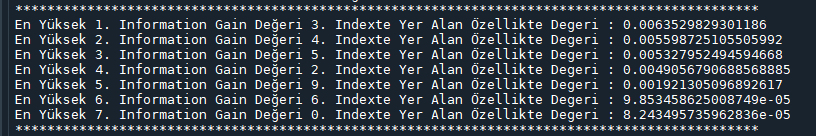 *********************************************************************************************
En Yüksek 1. Information Gain Değeri 3. Indexte Yer Alan Özellikte Degeri : 0.0063529829301186
En Yüksek 2. Information Gain Değeri 4. Indexte Yer Alan Özellikte Degeri : 0.005598725105505992
En Yüksek 3. Information Gain Değeri 5. Indexte Yer Alan Özellikte Degeri : 0.005327952494594668
En Yüksek 4. Information Gain Değeri 2. Indexte Yer Alan Özellikte Degeri : 0.0049056790688568885
En Yüksek 5. Information Gain Değeri 9. Indexte Yer Alan Özellikte Degeri : 0.001921305096892617
En Yüksek 6. Information Gain Değeri 6. Indexte Yer Alan Özellikte Degeri : 9.853458625008749e-05
En Yüksek 7. Information Gain Değeri 0. Indexte Yer Alan Özellikte Degeri : 8.243495735962836e-05
*********************************************************************************************